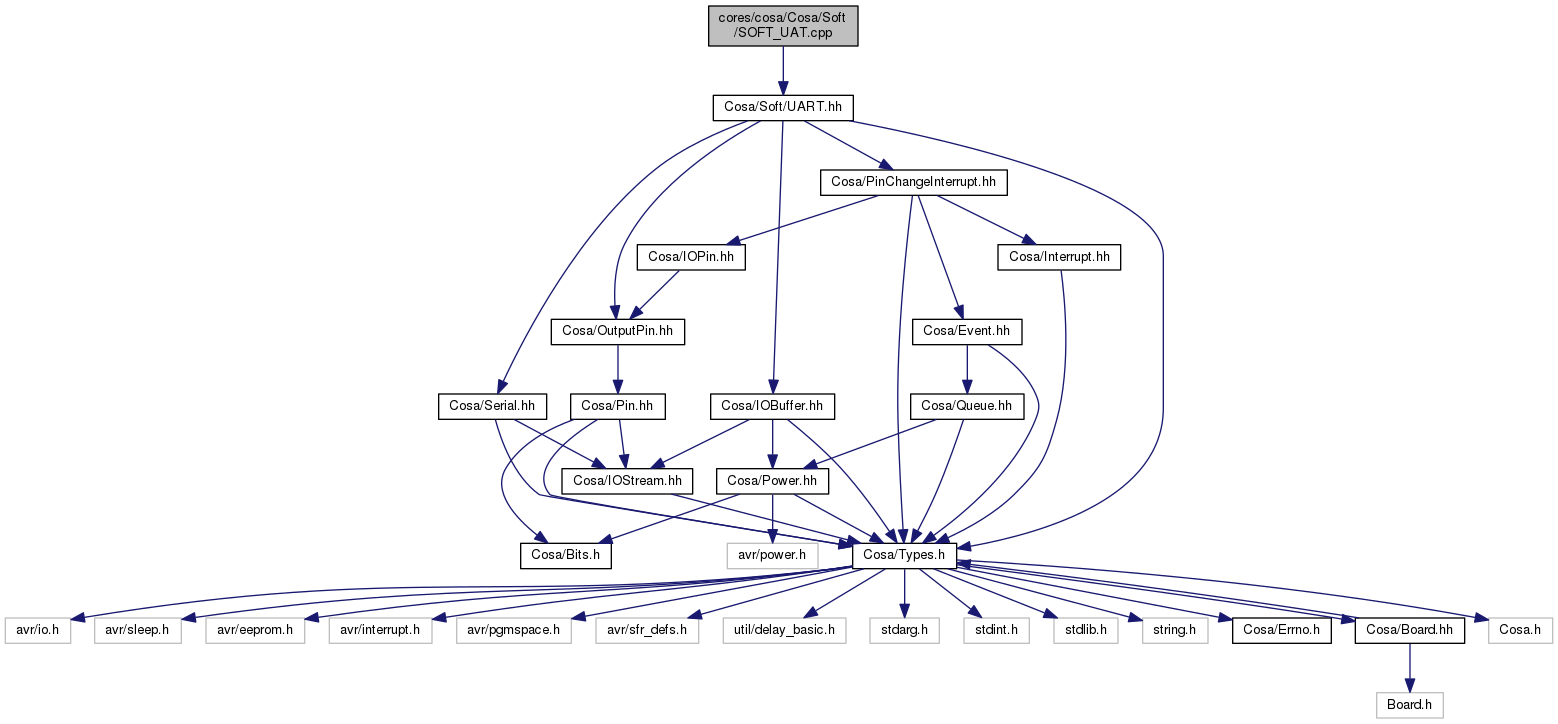 cores/cosa/Cosa/Soft
/SOFT_UAT.cpp
Cosa/Soft/UART.hh
Cosa/PinChangeInterrupt.hh
Cosa/IOPin.hh
Cosa/Interrupt.hh
Cosa/OutputPin.hh
Cosa/Event.hh
Cosa/Serial.hh
Cosa/Pin.hh
Cosa/IOBuffer.hh
Cosa/Queue.hh
Cosa/IOStream.hh
Cosa/Power.hh
Cosa/Bits.h
avr/power.h
Cosa/Types.h
avr/io.h
avr/sleep.h
avr/eeprom.h
avr/interrupt.h
avr/pgmspace.h
avr/sfr_defs.h
util/delay_basic.h
stdarg.h
stdint.h
stdlib.h
string.h
Cosa/Errno.h
Cosa/Board.hh
Cosa.h
Board.h